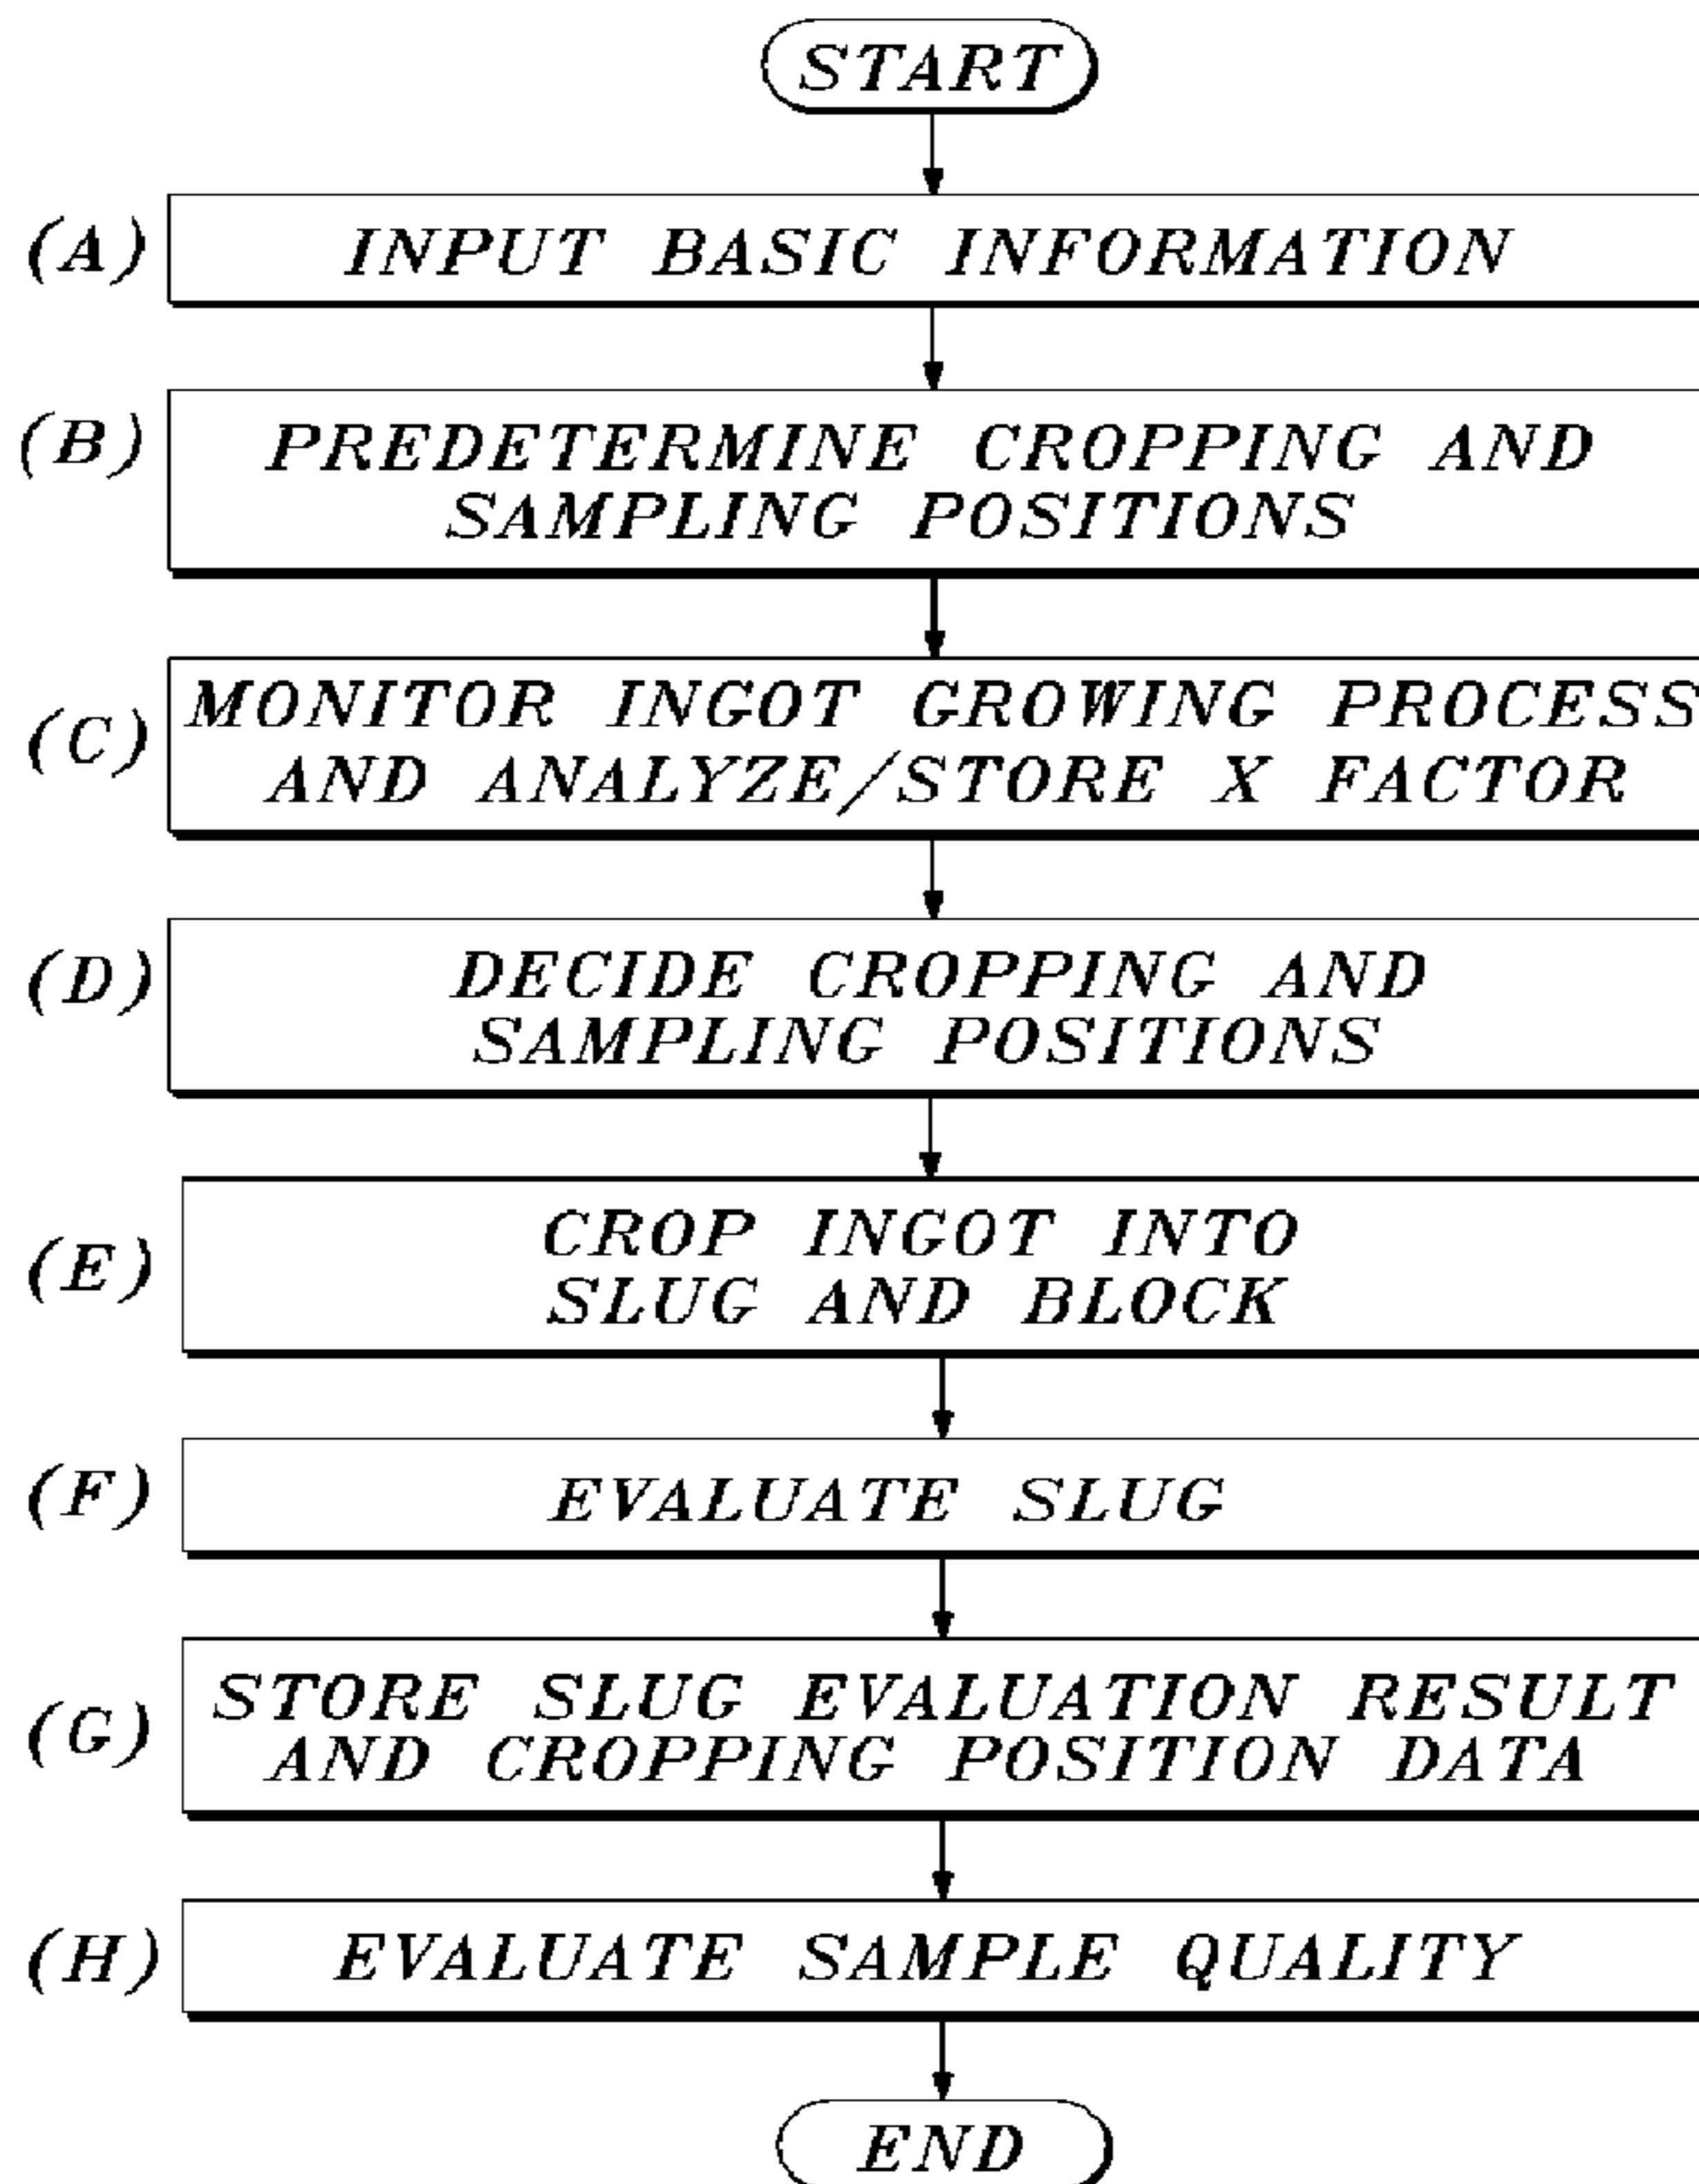 START
(A) INPUT BASIC INFORMATION
(B) PREDETERMINE CROPPING AND
SAMPLING POSITIONS
(C) MONITOR INGOT GROWING PROCESS
AND ANALYZE/STORE X FACTOR
(D) DECIDE CROPPING AND
SAMPLING POSITIONS
(E) CROP INGOT INTO
SLUG AND BLOCK
(F) EVALUATE SLUG
(G) STORE SLUG EVALUATION RESULT
AND CROPPING POSITION DATA
(H) EVALUATE SAMPLE QUALITY
END